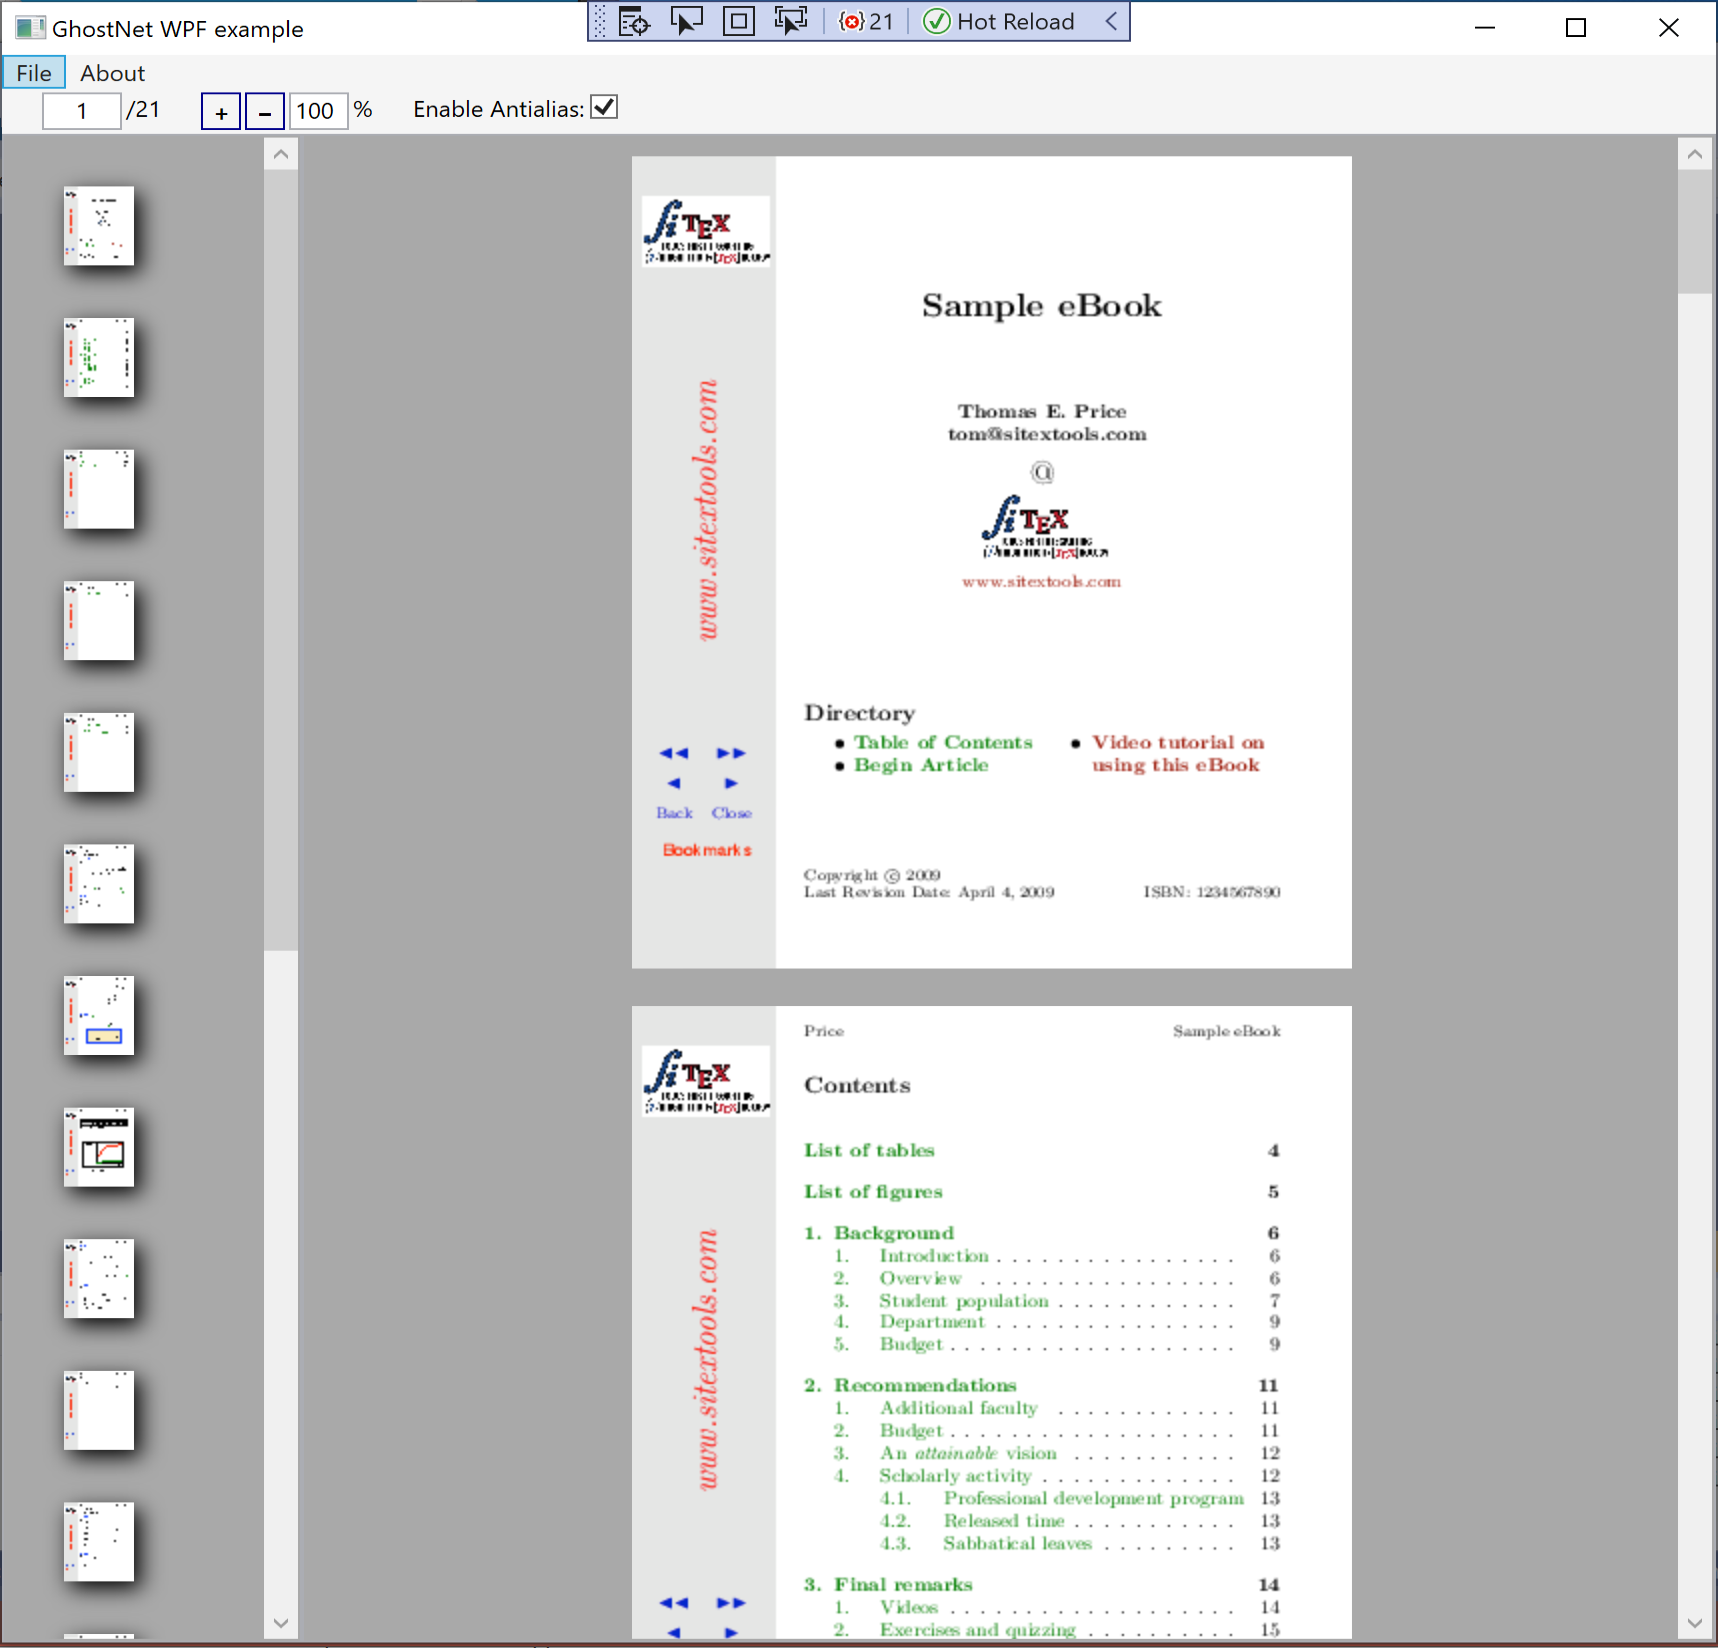 GhostNet WPF example
21 Hot Reload
File About
1 /21 + - 100 % Enable Antialias:
TEX
Sample eBook
www.sitextools.com
Thomas E. Price
tom@sitextools.com
@
TEX
www.sitextools.com
Directory
• Table of Contents
• Begin Article
• Video tutorial on
using this eBook
Back Close
Bookmarks
Copyright © 2009
Last Revision Date: April 4, 2009 ISBN: 1234567890
Price Sample eBook
TEX
Contents
www.sitextools.com
List of tables 4
List of figures 5
1. Background 6
1. Introduction . . . . . . . . . . . . . . . . 6
2. Overview . . . . . . . . . . . . . . . . . 6
3. Student population . . . . . . . . . . . . 7
4. Department . . . . . . . . . . . . . . . . 9
5. Budget . . . . . . . . . . . . . . . . . . . 9
2. Recommendations 11
1. Additional faculty . . . . . . . . . . . . 11
2. Budget . . . . . . . . . . . . . . . . . . . 11
3. An attainable vision . . . . . . . . . . . 12
4. Scholarly activity . . . . . . . . . . . . . 12
4.1. Professional development program 13
4.2. Released time . . . . . . . . . . . 13
4.3. Sabbatical leaves . . . . . . . . . 13
3. Final remarks 14
1. Videos . . . . . . . . . . . . . . . . . . . 14
2. Exercises and quizzing . . . . . . . . . . 15